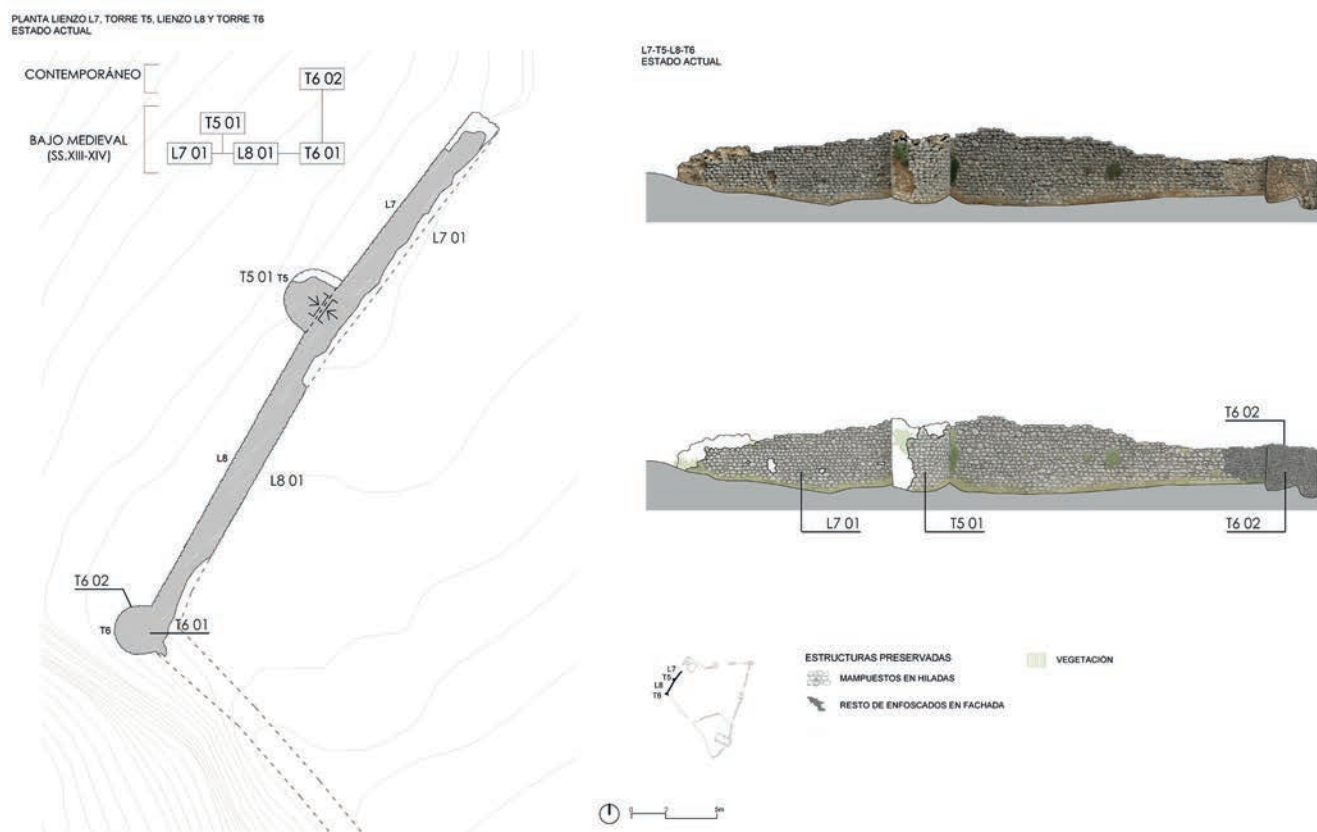 PLANTA LIENZO L7, TORRE T5, LIENZO L8 Y TORRE T6
ESTADO ACTUAL
CONTEMPORÁNEO
T6 02
BAJO MEDIEVAL
(SS.XIII-XIV)
T5 01
L7 01
L8 01
T6 01
L7
L7 01
T5 01
T5
L8
L8 01
T6 02
T6
T6 01
L7-T5-L8-T6
ESTADO ACTUAL
T6 02
L7 01
T5 01
T6 02
L7
T5
L8
T6
ESTRUCTURAS PRESERVADAS
MAMPUESTOS EN HILADAS
RESTO DE ENFOSCADOS EN FACHADA
VEGETACIÓN
0 2 5m